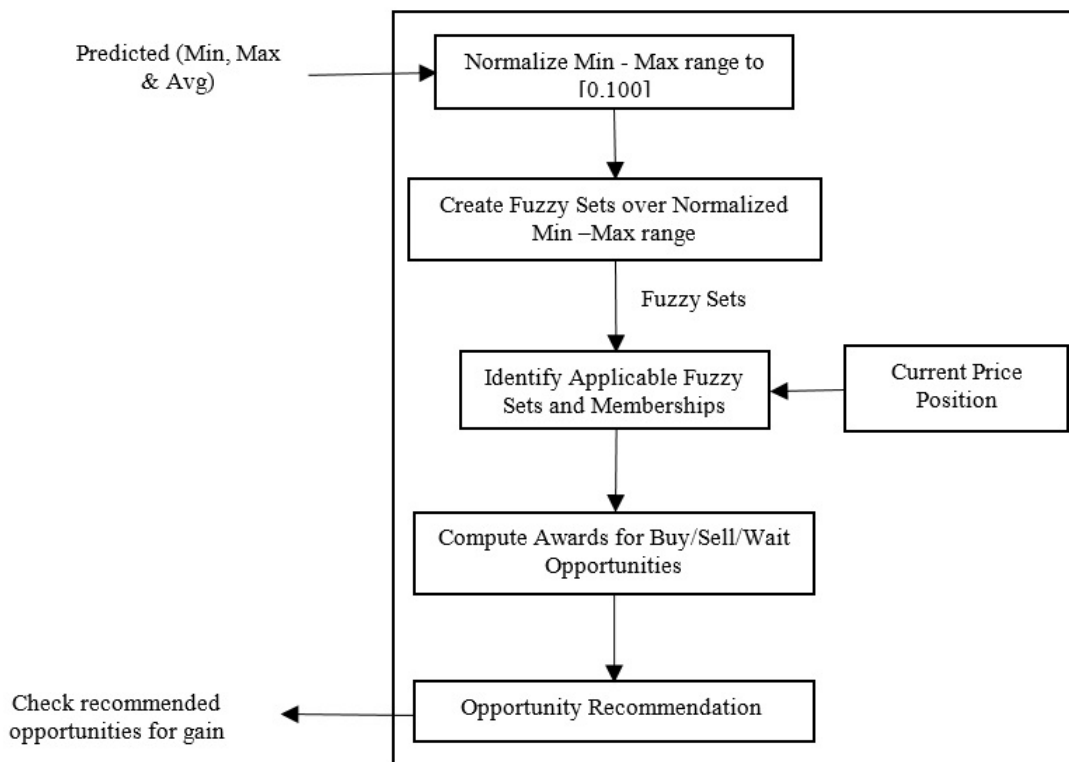 Predicted (Min, Max
& Avg)
Normalize Min - Max range to
[0.100]
Create Fuzzy Sets over Normalized
Min –Max range
Fuzzy Sets
Identify Applicable Fuzzy
Sets and Memberships
Current Price
Position
Compute Awards for Buy/Sell/Wait
Opportunities
Opportunity Recommendation
Check recommended
opportunities for gain